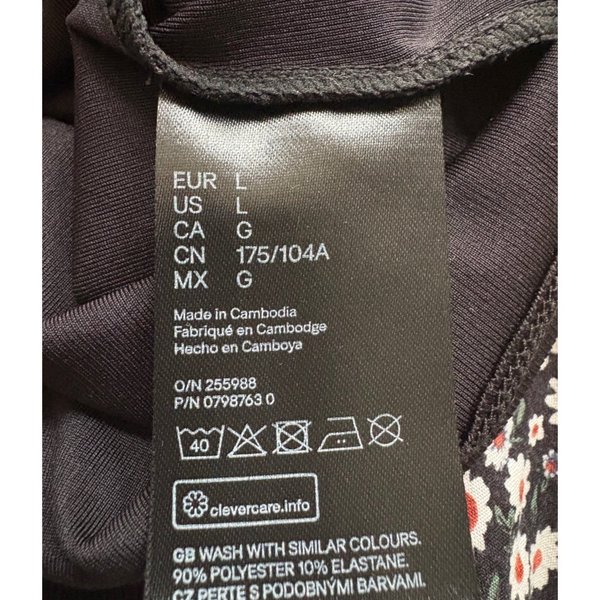 EUR L
US L
CA G
CN 175/104A
MX G
Made in Cambodia
Fabriqué en Cambodge
Hecho en Camboya
O/N 255988
P/N 0798763 0
40
clevercare.info
GB WASH WITH SIMILAR COLOURS.
90% POLYESTER 10% ELASTANE.
CZ PERTE S PODOBNÝMI BARVAMI.